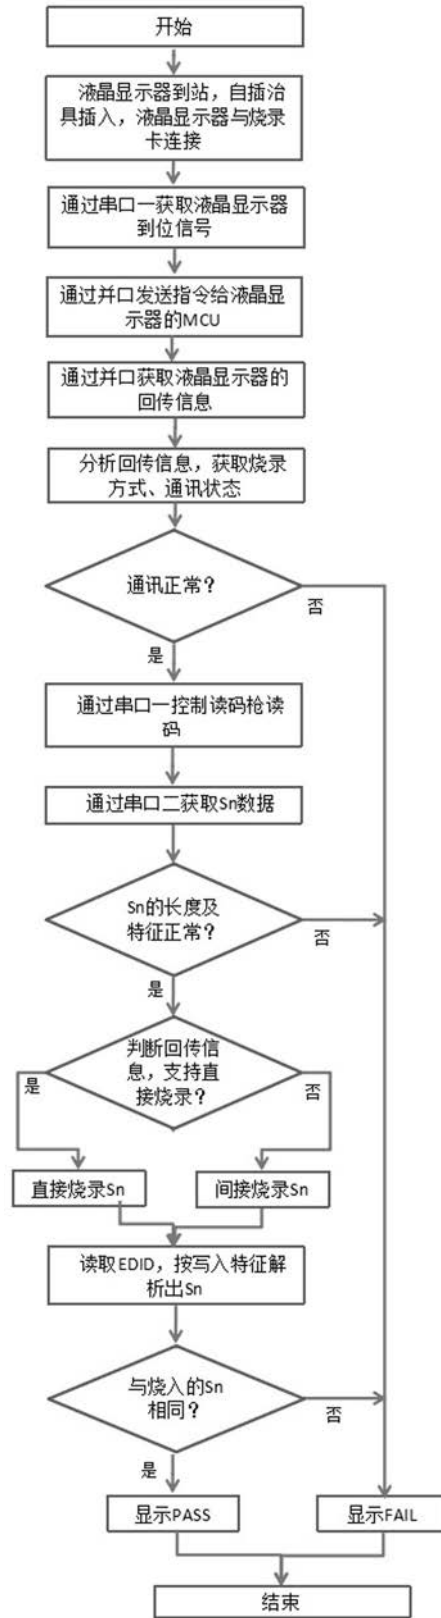 开始
液晶显示器到站，自插治
具插入，液晶显示器与烧录
卡连接
通过串口一获取液晶显示器
到位信号
通过并口发送指令给液晶显
示器的MCU
通过并口获取液晶显示器的
回传信息
分析回传信息，获取烧录
方式、通讯状态
通讯正常？
否
是
通过串口一控制读码枪读
码
通过串口二获取Sn数据
Sn的长度及
特征正常？
否
是
判断回传信
息，支持直
接烧录？
是
否
直接烧录Sn
间接烧录Sn
读取EDID，按写入特征解
析出Sn
与烧入的Sn
相同？
否
是
显示PASS
显示FAIL
结束